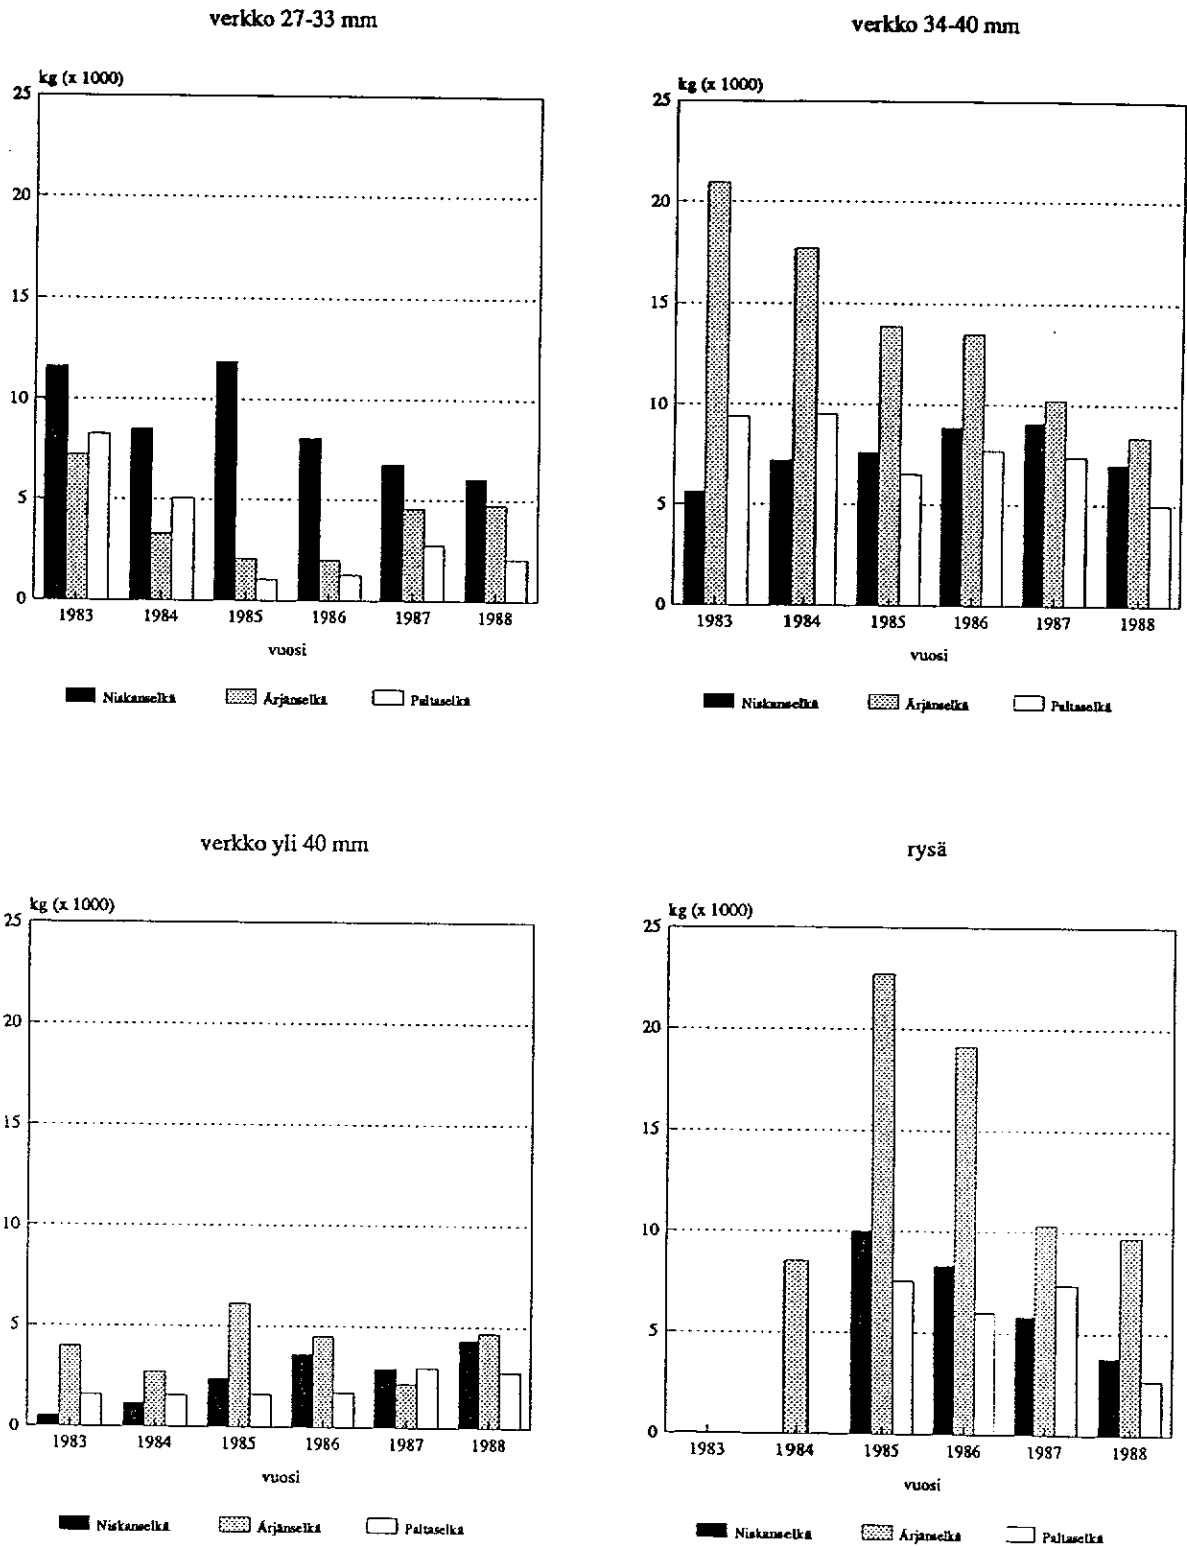 verkko 27-33 mm
kg (x 1000)
25
20
15
10
5
0
1983 1984 1985 1986 1987 1988
vuosi
Niskanselkä Ärjänselkä Paltaselkä
verkko 34-40 mm
kg (x 1000)
25
20
15
10
5
0
1983 1984 1985 1986 1987 1988
vuosi
Niskanselkä Ärjänselkä Paltaselkä
verkko yli 40 mm
kg (x 1000)
25
20
15
10
5
0
1983 1984 1985 1986 1987 1988
vuosi
Niskanselkä Ärjänselkä Paltaselkä
rysä
kg (x 1000)
25
20
15
10
5
0
1983 1984 1985 1986 1987 1988
vuosi
Niskanselkä Ärjänselkä Paltaselkä